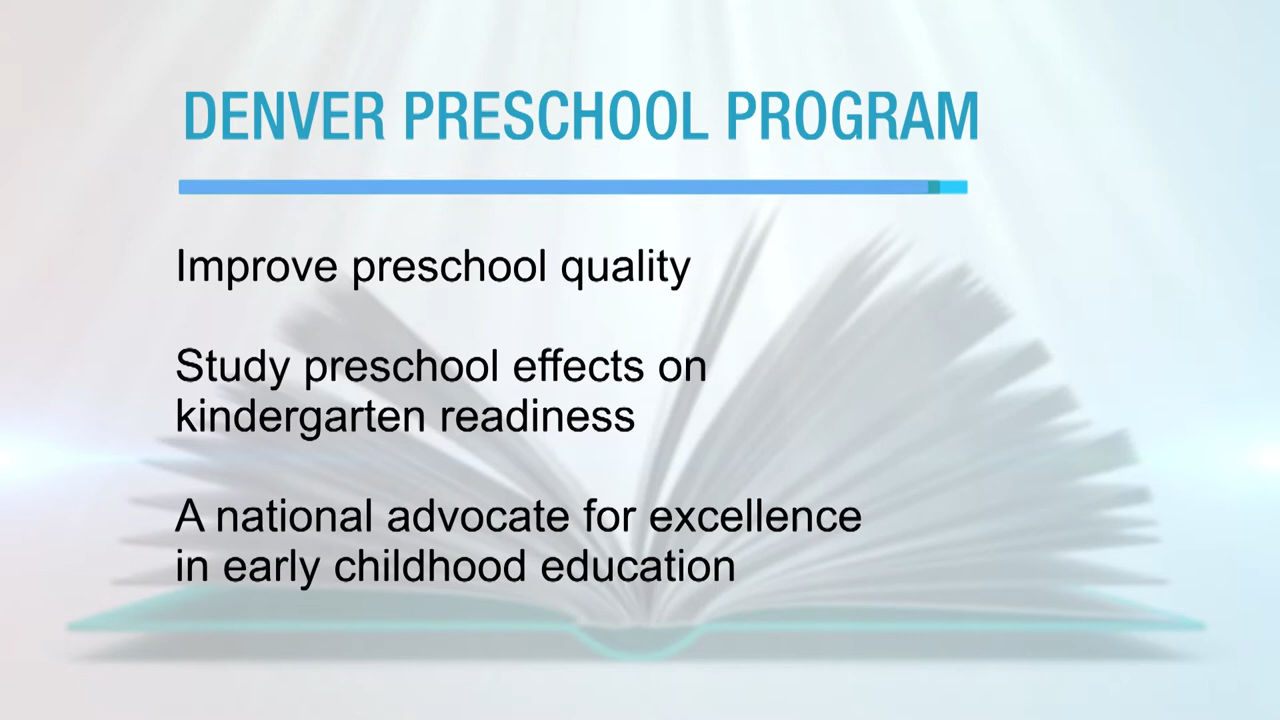 DENVER PRESCHOOL PROGRAM
Improve preschool quality
Study preschool effects on
kindergarten readiness
A national advocate for excellence
in early childhood education